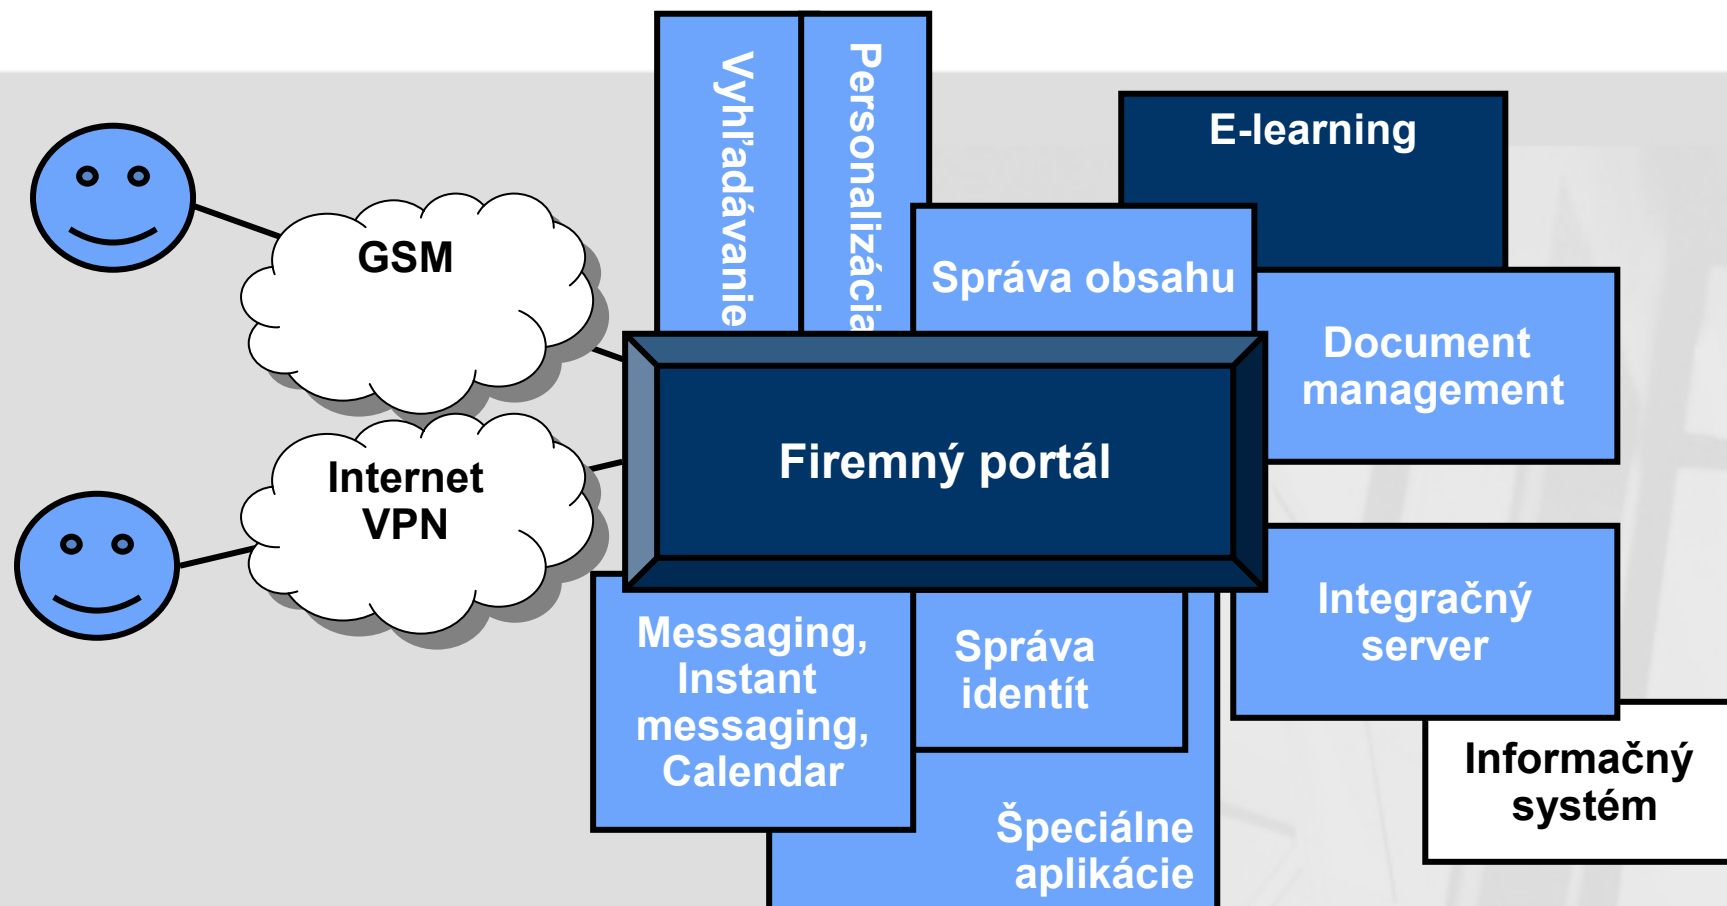 Vyhľadávanie
Personalizácia
E-learning
GSM
Správa obsahu
Document
management
Firemný portál
Internet
VPN
Integračný
server
Messaging,
Instant
messaging,
Calendar
Správa
identít
Informačný
systém
Špeciálne
aplikácie